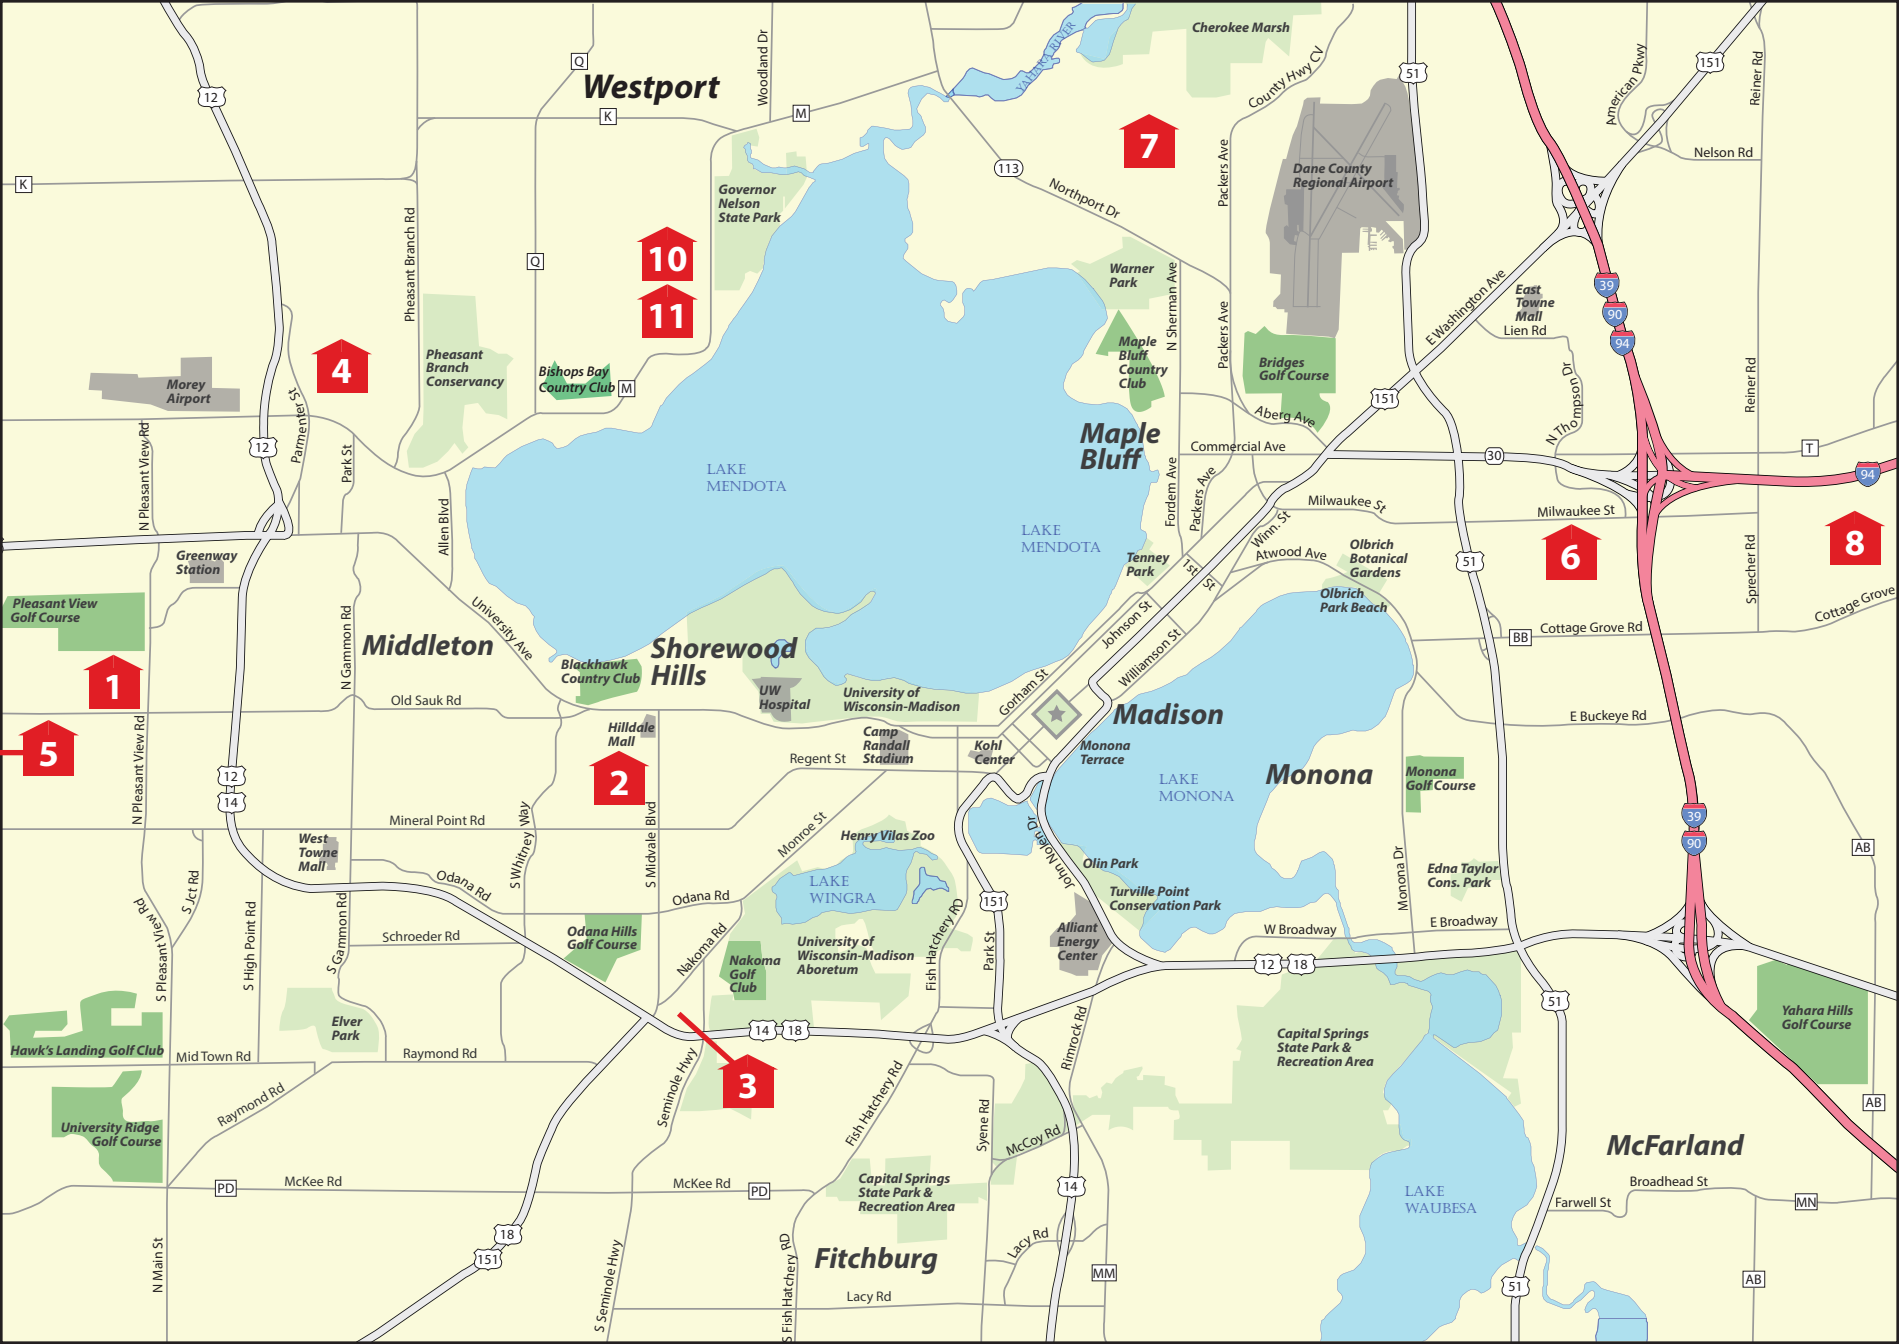 Cherokee Marsh
YAHARA RIVER
Westport
Woodland Dr
Q
12
K
M
County Hwy CV
51
American Pkwy
151
Reiner Rd
7
113
Northport Dr
Packers Ave
Dane County
Regional Airport
Nelson Rd
K
Governor
Nelson
State Park
Pheasant Branch Rd
Q
10
11
Warner
Park
N Sherman Ave
Packers Ave
E Washington Ave
East
Towne
Mall
Lien Rd
39
90
94
Parmenter St
4
Morey
Airport
Pheasant
Branch
Conservancy
Bishops Bay
Country Club
M
Maple
Bluff
Country
Club
Bridges
Golf Course
N Thompson Dr
Reiner Rd
151
Aberg Ave
Commercial Ave
Maple
Bluff
30
T
94
12
Park St
N Pleasant View Rd
Allen Blvd
LAKE
MENDOTA
LAKE
MENDOTA
Fordem Ave
Packers Ave
Milwaukee St
Milwaukee St
Winn. St
Atwood Ave
1st St
Tenney
Park
Olbrich
Botanical
Gardens
Olbrich
Park Beach
51
6
8
Sprecher Rd
Cottage Grove
BB
Cottage Grove Rd
Greenway
Station
Pleasant View
Golf Course
University Ave
N Gammon Rd
Middleton
Shorewood
Hills
Blackhawk
Country Club
UW
Hospital
University of
Wisconsin-Madison
Johnson St
Williamson St
Gorham St
Madison
1
5
Old Sauk Rd
N Pleasant View Rd
Hilldale
Mall
2
Camp
Randall
Stadium
Kohl
Center
Regent St
Monona
Terrace
LAKE
MONONA
Monona
Monona
Golf Course
E Buckeye Rd
12
14
Mineral Point Rd
S Whitney Way
S Midvale Blvd
Monroe St
Henry Vilas Zoo
John Nolen Dr
39
90
AB
West
Towne
Mall
S Jct Rd
S Pleasant View Rd
S High Point Rd
S Gammon Rd
Odana Rd
Odana Rd
LAKE
WINGRA
151
Olin Park
Turville Point
Conservation Park
Monona Dr
Edna Taylor
Cons. Park
Schroeder Rd
Odana Hills
Golf Course
Nakoma Rd
Nakoma
Golf
Club
University of
Wisconsin-Madison
Aboretum
Fish Hatchery RD
Park St
Alliant
Energy
Center
W Broadway
E Broadway
12
18
51
Hawk's Landing Golf Club
Elver
Park
Mid Town Rd
Raymond Rd
Raymond Rd
14
18
3
Seminole Hwy
Rimrock Rd
Capital Springs
State Park &
Recreation Area
Yahara Hills
Golf Course
AB
University Ridge
Golf Course
Fish Hatchery Rd
Syene Rd
McCoy Rd
McFarland
PD
McKee Rd
McKee Rd
PD
Capital Springs
State Park &
Recreation Area
14
LAKE
WAUBESA
Farwell St
Broadhead St
MN
18
151
N Main St
S Seminole Hwy
S Fish Hatchery RD
Fitchburg
Lacy Rd
Lacy Rd
MM
51
AB